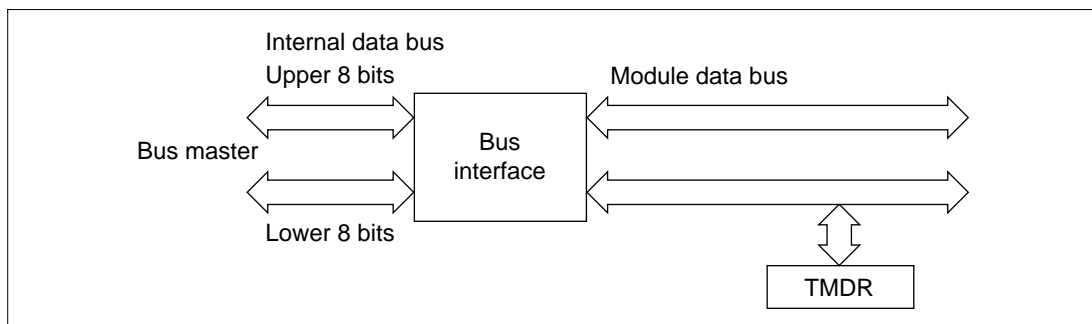 Internal data bus
Upper 8 bits
Module data bus
Bus master
Bus
interface
Lower 8 bits
TMDR